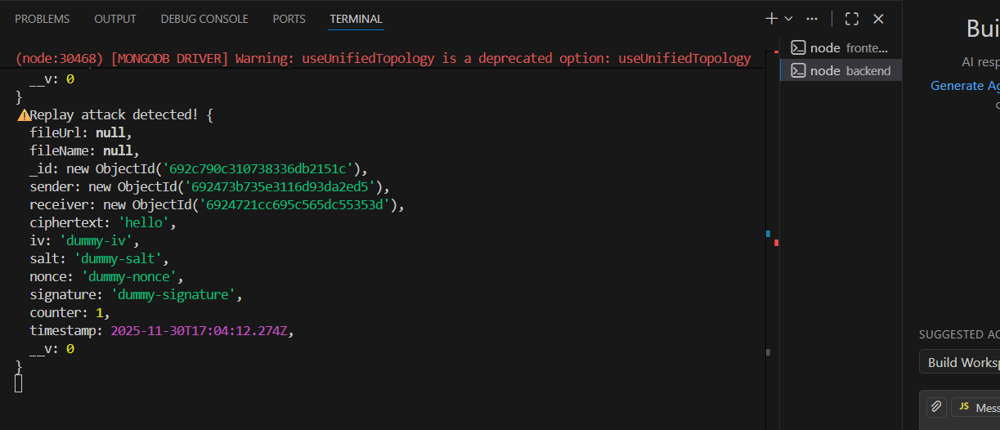 PROBLEMS OUTPUT DEBUG CONSOLE PORTS TERMINAL
(node:30468) [MONGODB DRIVER] Warning: useUnifiedTopology is a deprecated option: useUnifiedTopology
__v: 0
}
⚠️Replay attack detected! {
fileUrl: null,
fileName: null,
_id: new ObjectId('692c790c310738336db2151c'),
sender: new ObjectId('692473b735e3116d93da2ed5'),
receiver: new ObjectId('6924721cc695c565dc55353d'),
ciphertext: 'hello',
iv: 'dummy-iv',
salt: 'dummy-salt',
nonce: 'dummy-nonce',
signature: 'dummy-signature',
counter: 1,
timestamp: 2025-11-30T17:04:12.274Z,
__v: 0
}
node fronte...
node backend
Bui
AI resp
Generate Ag
SUGGESTED AC
Build Worksp
JS Mess